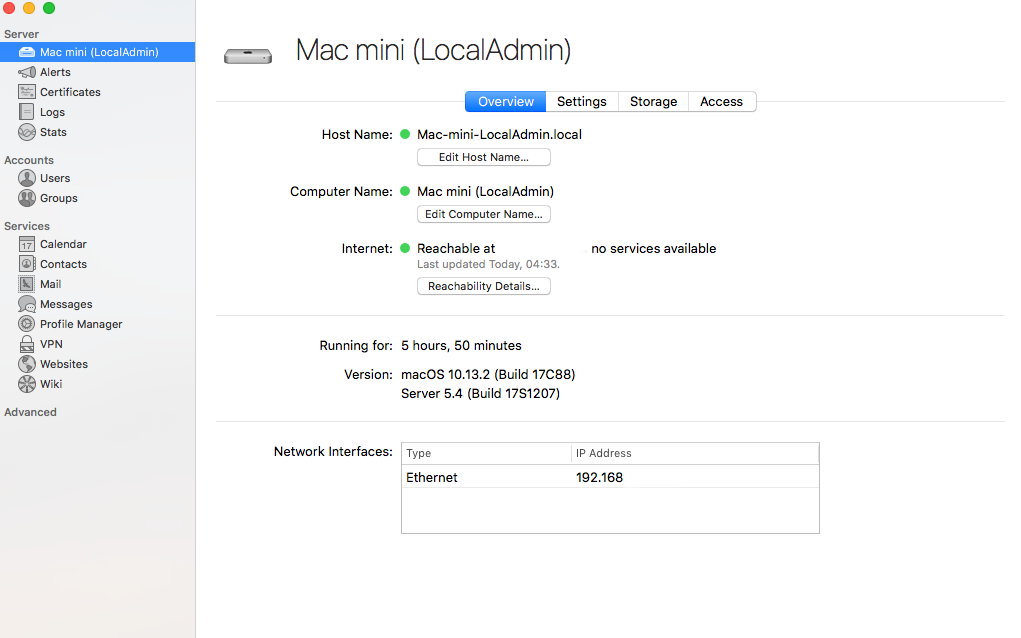 Server
Mac mini (LocalAdmin)
Alerts
Certificates
Logs
Stats
Accounts
Users
Groups
Services
17
Calendar
Contacts
Mail
Messages
Profile Manager
VPN
Websites
Wiki
Advanced
Mac mini (LocalAdmin)
Overview Settings Storage Access
Host Name: Mac-mini-LocalAdmin.local
Edit Host Name...
Computer Name: Mac mini (LocalAdmin)
Edit Computer Name...
Internet: Reachable at no services available
Last updated Today, 04:33.
Reachability Details...
Running for: 5 hours, 50 minutes
Version: macOS 10.13.2 (Build 17C88)
Server 5.4 (Build 17S1207)
Network Interfaces: Type IP Address
Ethernet 192.168